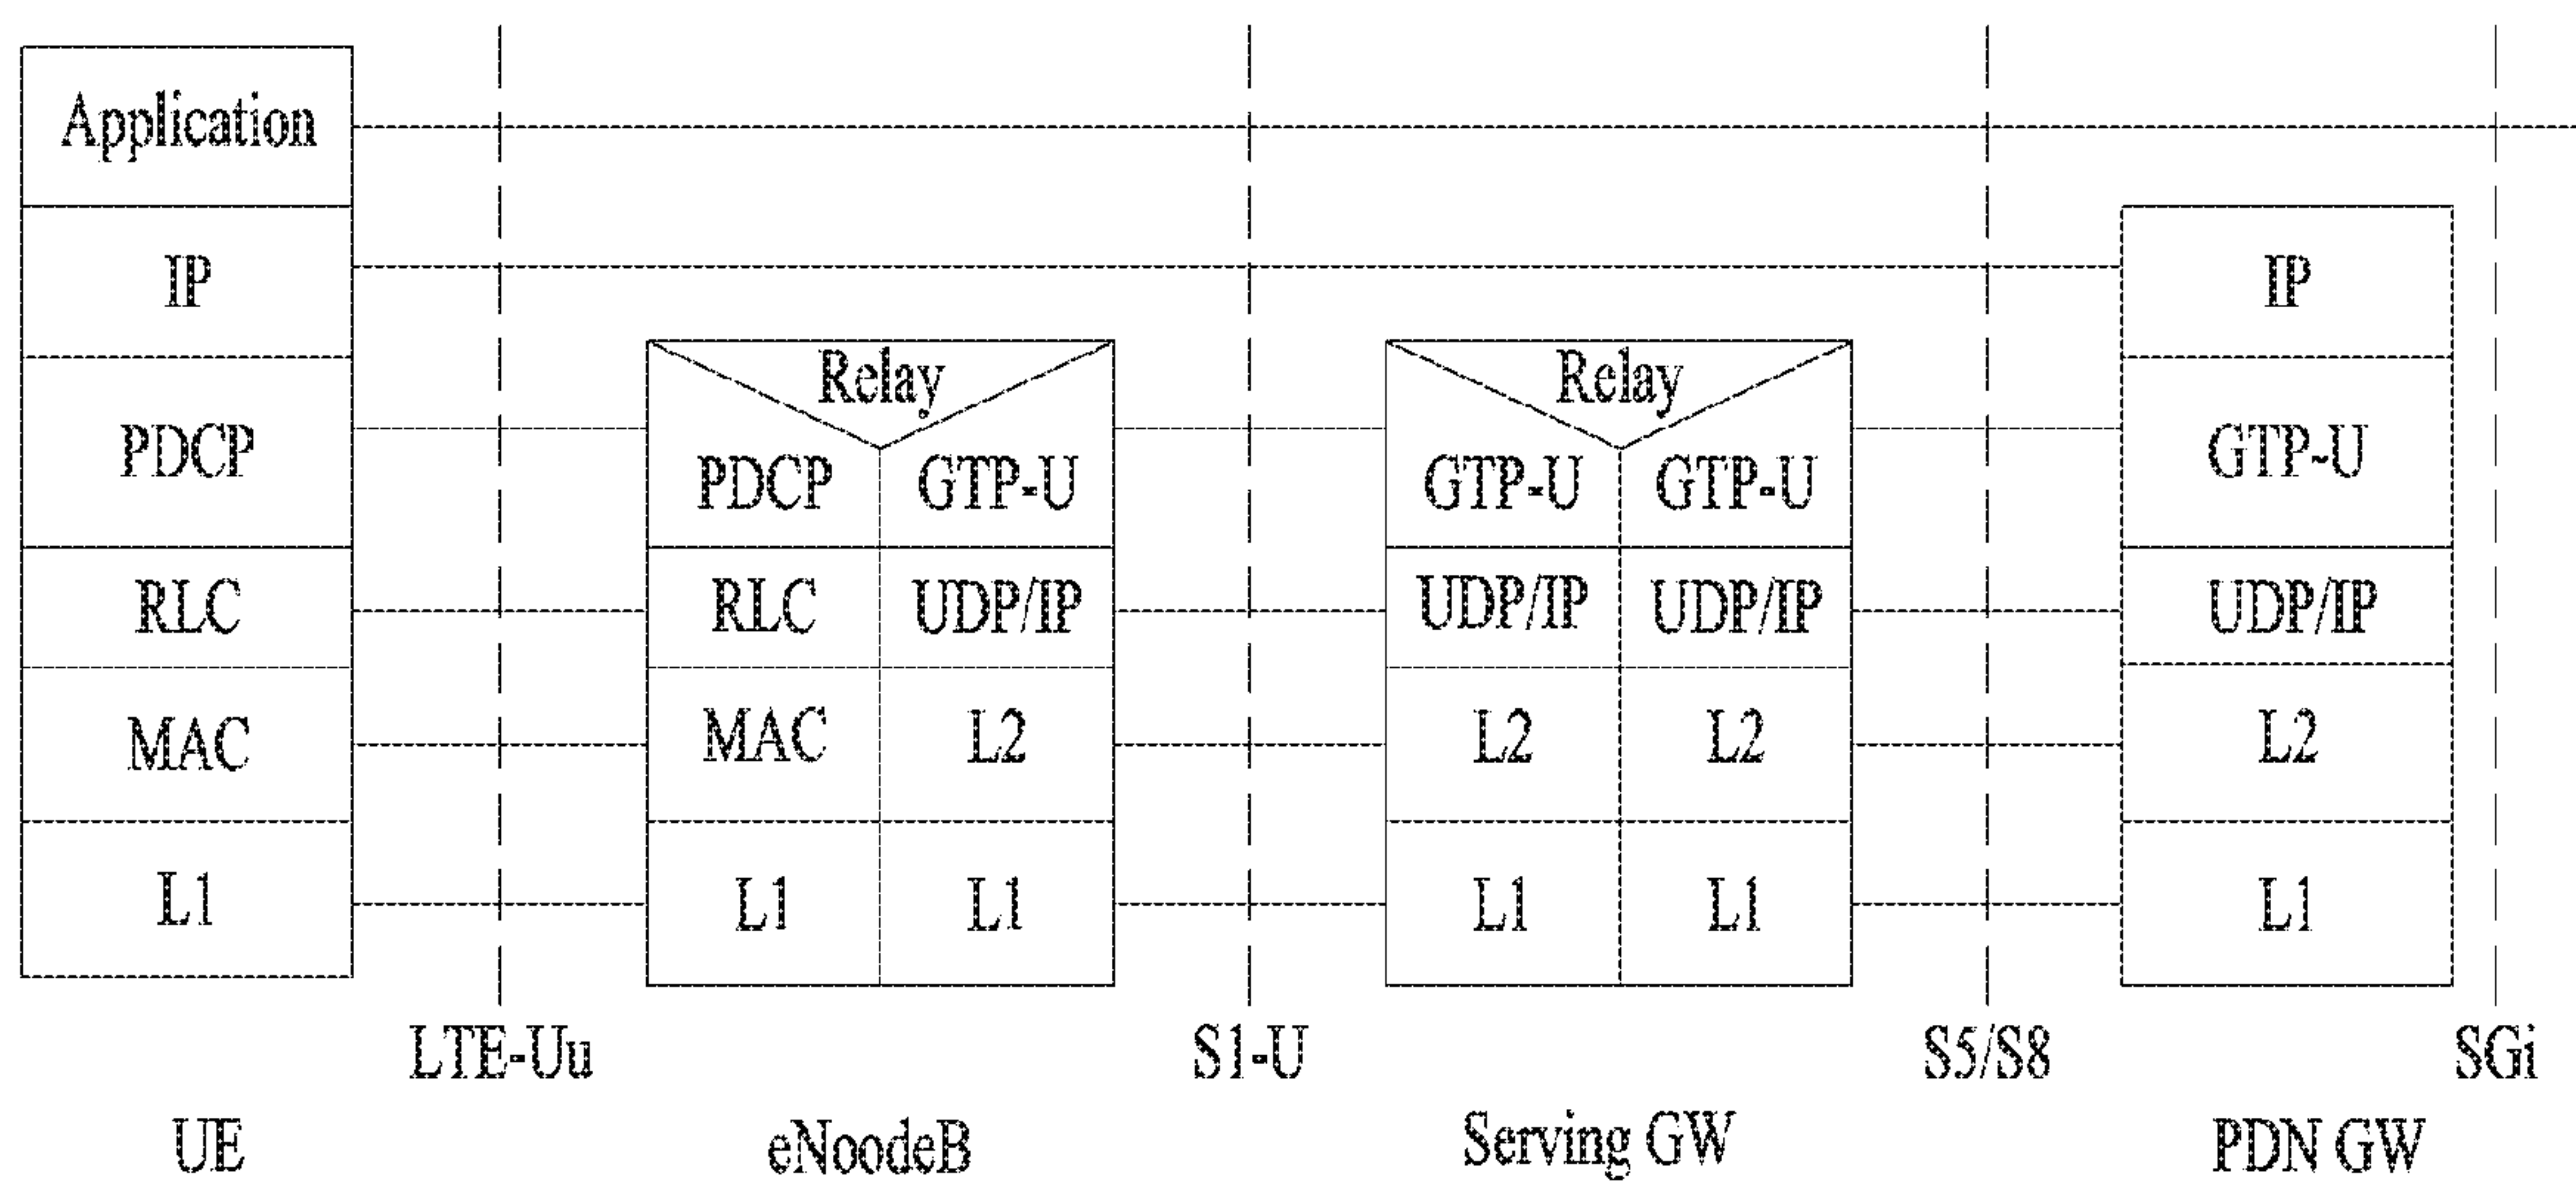 Application
IP IP
Relay Relay
PDCP PDCP GTP-U GTP-U GTP-U GTP-U
RLC RLC UDP/IP UDP/IP UDP/IP UDP/IP
MAC MAC L2 L2 L2 L2
L1 L1 L1 L1 L1 L1
LTE-Uu S1-U S5/S8 SGi
UE eNoodeB Serving GW PDN GW